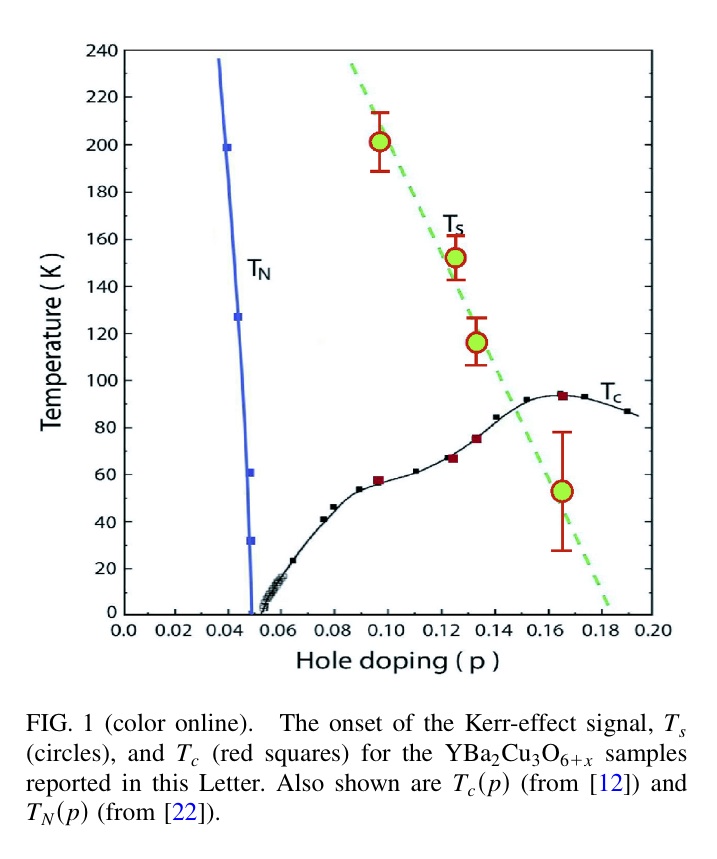 240
220
200
180
160
140
120
100
80
60
40
20
0
Temperature ( K )
T_N
T_s
T_c
0.0 0.02 0.04 0.06 0.08 0.10 0.12 0.14 0.16 0.18 0.20
Hole doping ( p )
FIG. 1 (color online). The onset of the Kerr-effect signal, T_s
(circles), and T_c (red squares) for the YBa₂Cu₃O₆₊ₓ samples
reported in this Letter. Also shown are T_c(p) (from [12]) and
T_N(p) (from [22]).